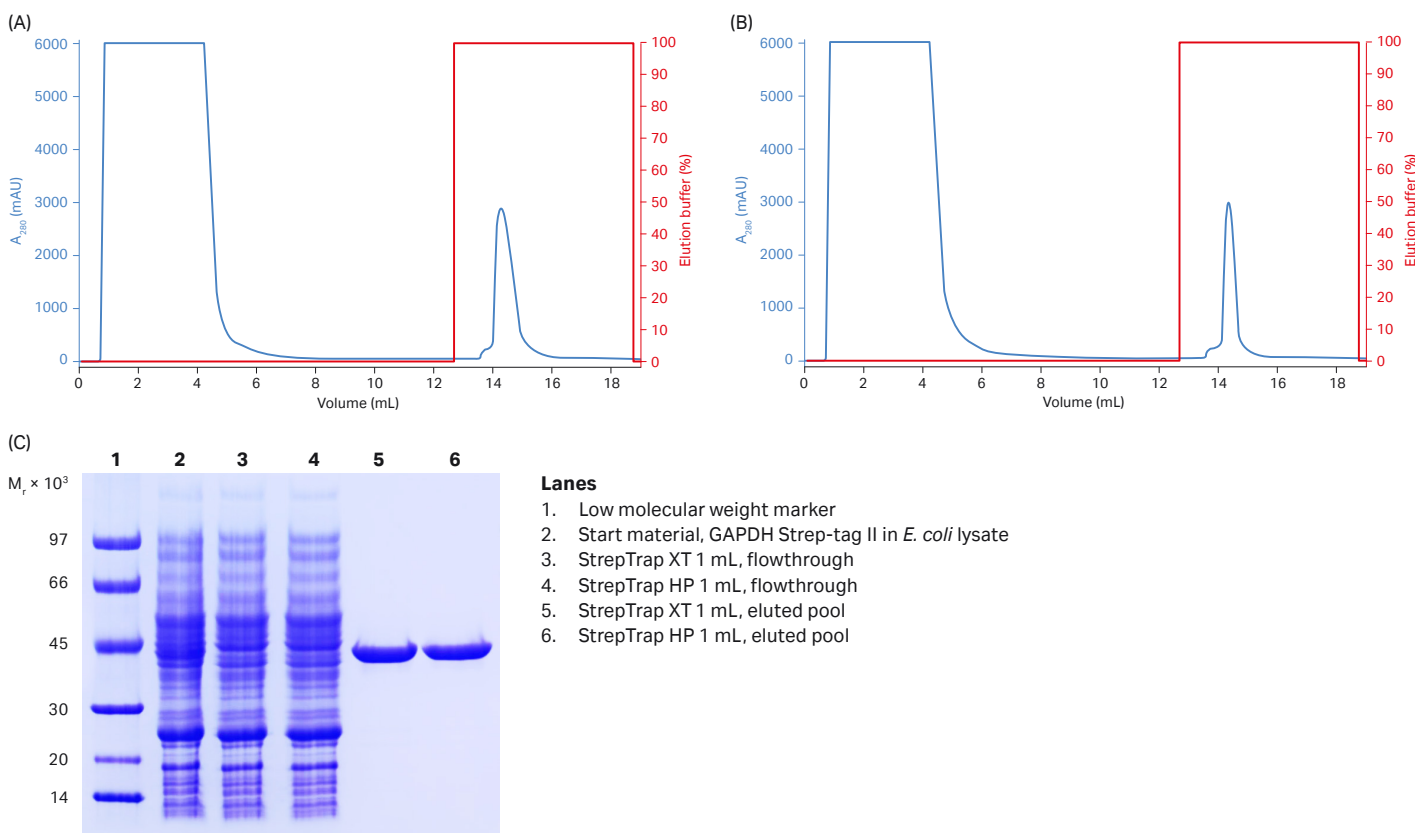 (A)
6000
5000
4000
3000
2000
1000
0
A280 (mAU)
100
90
80
70
60
50
40
30
20
10
0
Elution buffer (%)
0 2 4 6 8 10 12 14 16 18
Volume (mL)
(B)
6000
5000
4000
3000
2000
1000
0
A280 (mAU)
100
90
80
70
60
50
40
30
20
10
0
Elution buffer (%)
0 2 4 6 8 10 12 14 16 18
Volume (mL)
(C)
1 2 3 4 5 6
Mr × 10³
97
66
45
30
20
14
Lanes
1. Low molecular weight marker
2. Start material, GAPDH Strep-tag II in E. coli lysate
3. StrepTrap XT 1 mL, flowthrough
4. StrepTrap HP 1 mL, flowthrough
5. StrepTrap XT 1 mL, eluted pool
6. StrepTrap HP 1 mL, eluted pool